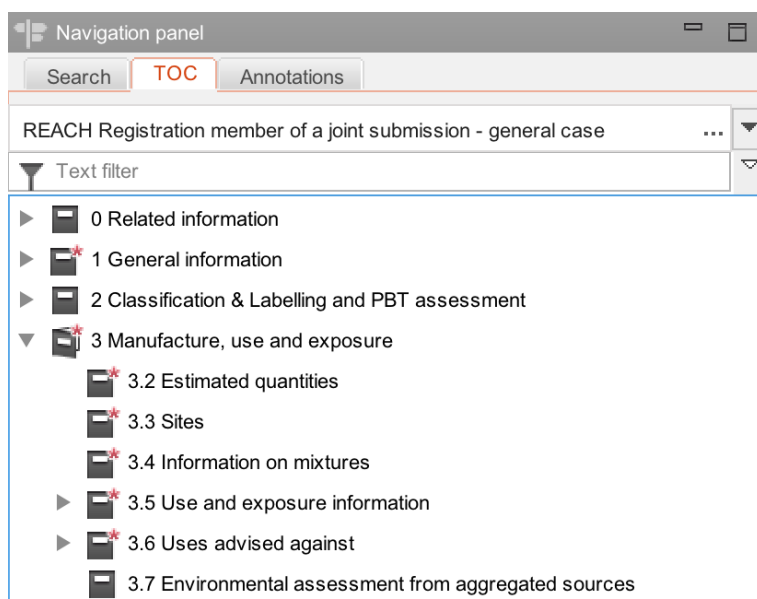 Navigation panel
Search TOC Annotations
REACH Registration member of a joint submission - general case ...
Text filter
0 Related information
1 General information
2 Classification & Labelling and PBT assessment
3 Manufacture, use and exposure
3.2 Estimated quantities
3.3 Sites
3.4 Information on mixtures
3.5 Use and exposure information
3.6 Uses advised against
3.7 Environmental assessment from aggregated sources